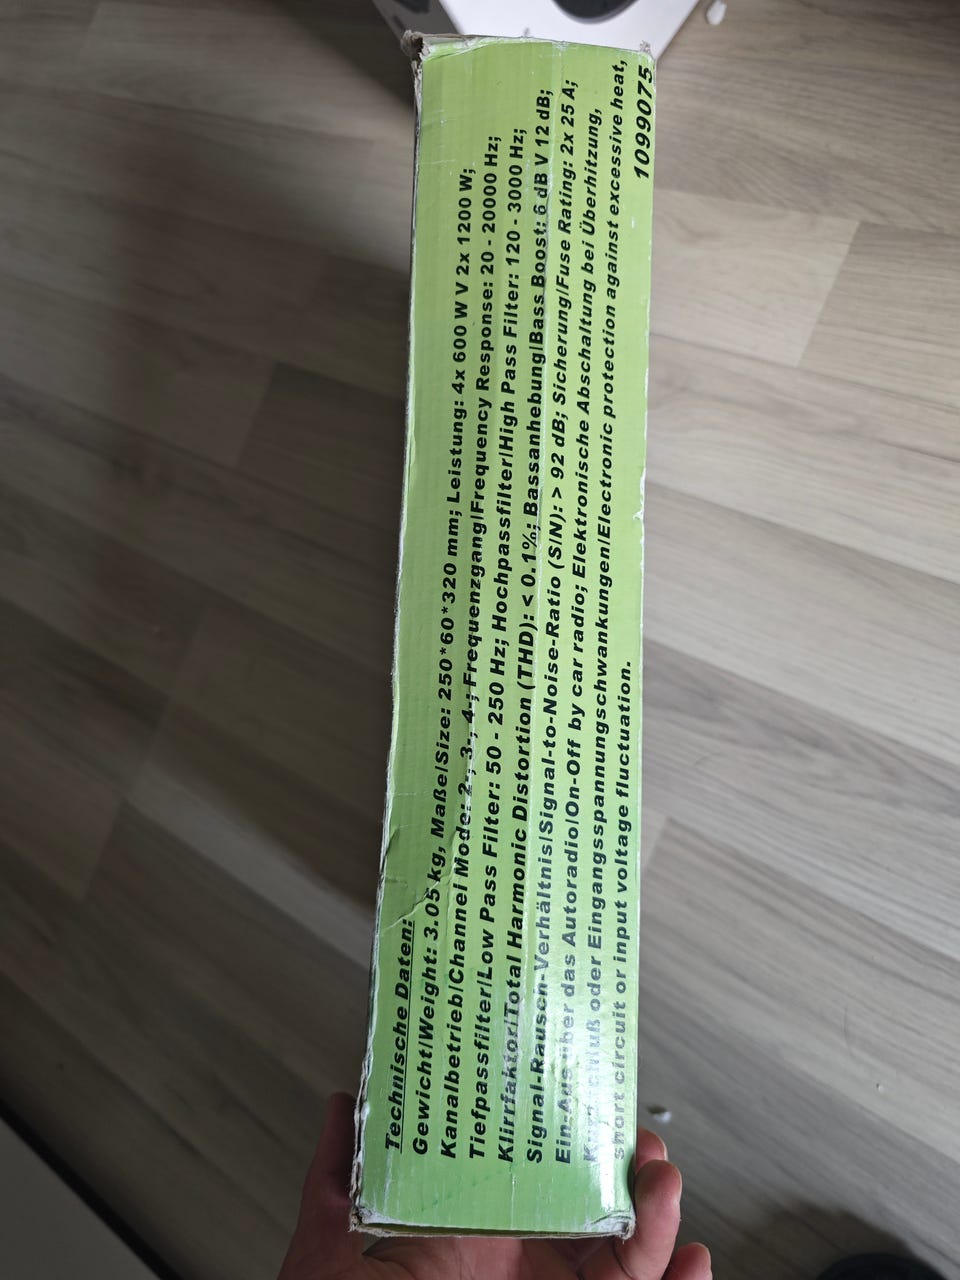 Technische Daten:
Gewicht|Weight: 3.05 kg, Maße|Size: 250*60*320 mm; Leistung: 4x 600 W V 2x 1200 W;
Kanalbetrieb|Channel Mode: 2-, 3-, 4-; Frequenzgang|Frequency Response: 20 - 20000 Hz;
Tiefpassfilter|Low Pass Filter: 50 - 250 Hz; Hochpassfilter|High Pass Filter: 120 - 3000 Hz;
Klirrfaktor|Total Harmonic Distortion (THD): < 0.1%; Bassanhebung|Bass Boost: 6 dB V 12 dB;
Signal-Rausch-Verhältnis|Signal-to-Noise-Ratio (S|N): > 92 dB; Sicherung|Fuse Rating: 2x 25 A;
Ein-Aus über das Autoradio|On-Off by car radio; Elektronische Abschaltung bei Überhitzung,
Kurzschluß oder Eingangsspannungschwankungen|Electronic protection against excessive heat,
short circuit or input voltage fluctuation.
1099075